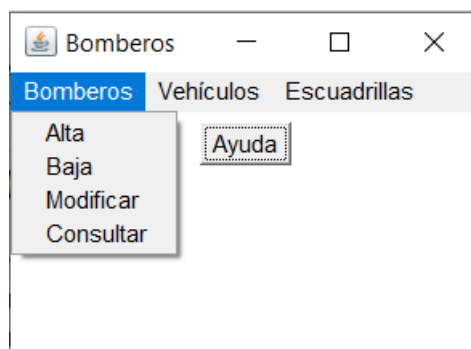 Bomberos
Bomberos Vehículos Escuadrillas
Alta
Ayuda
Baja
Modificar
Consultar